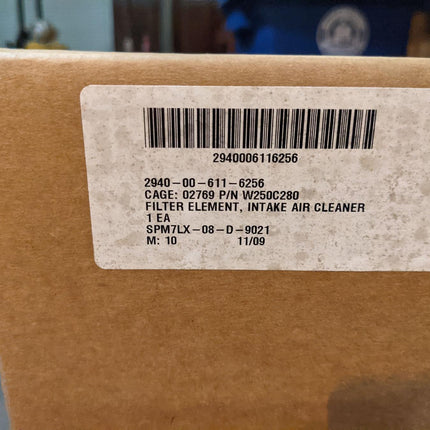 2940006116256
2940-00-611-6256
CAGE: 02769 P/N W250C280
FILTER ELEMENT, INTAKE AIR CLEANER
1 EA
SPM7LX-08-D-9021
M: 10 11/09